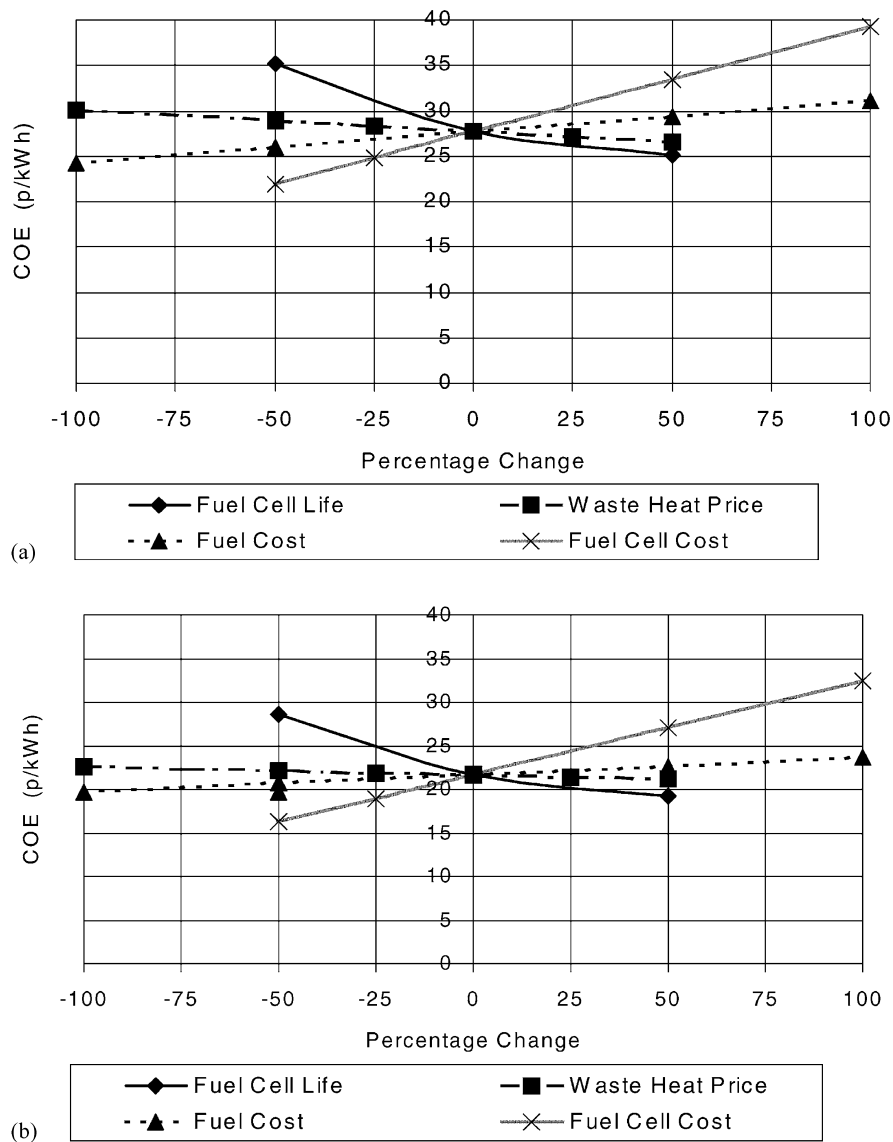 40
35
30
25
20
15
10
5
0
COE (p/kWh)
-100 -75 -50 -25 0 25 50 75 100
Percentage Change
Fuel Cell Life
Waste Heat Price
Fuel Cost
Fuel Cell Cost
(a)
40
35
30
25
20
15
10
5
0
COE (p/kWh)
-100 -75 -50 -25 0 25 50 75 100
Percentage Change
Fuel Cell Life
Waste Heat Price
Fuel Cost
Fuel Cell Cost
(b)